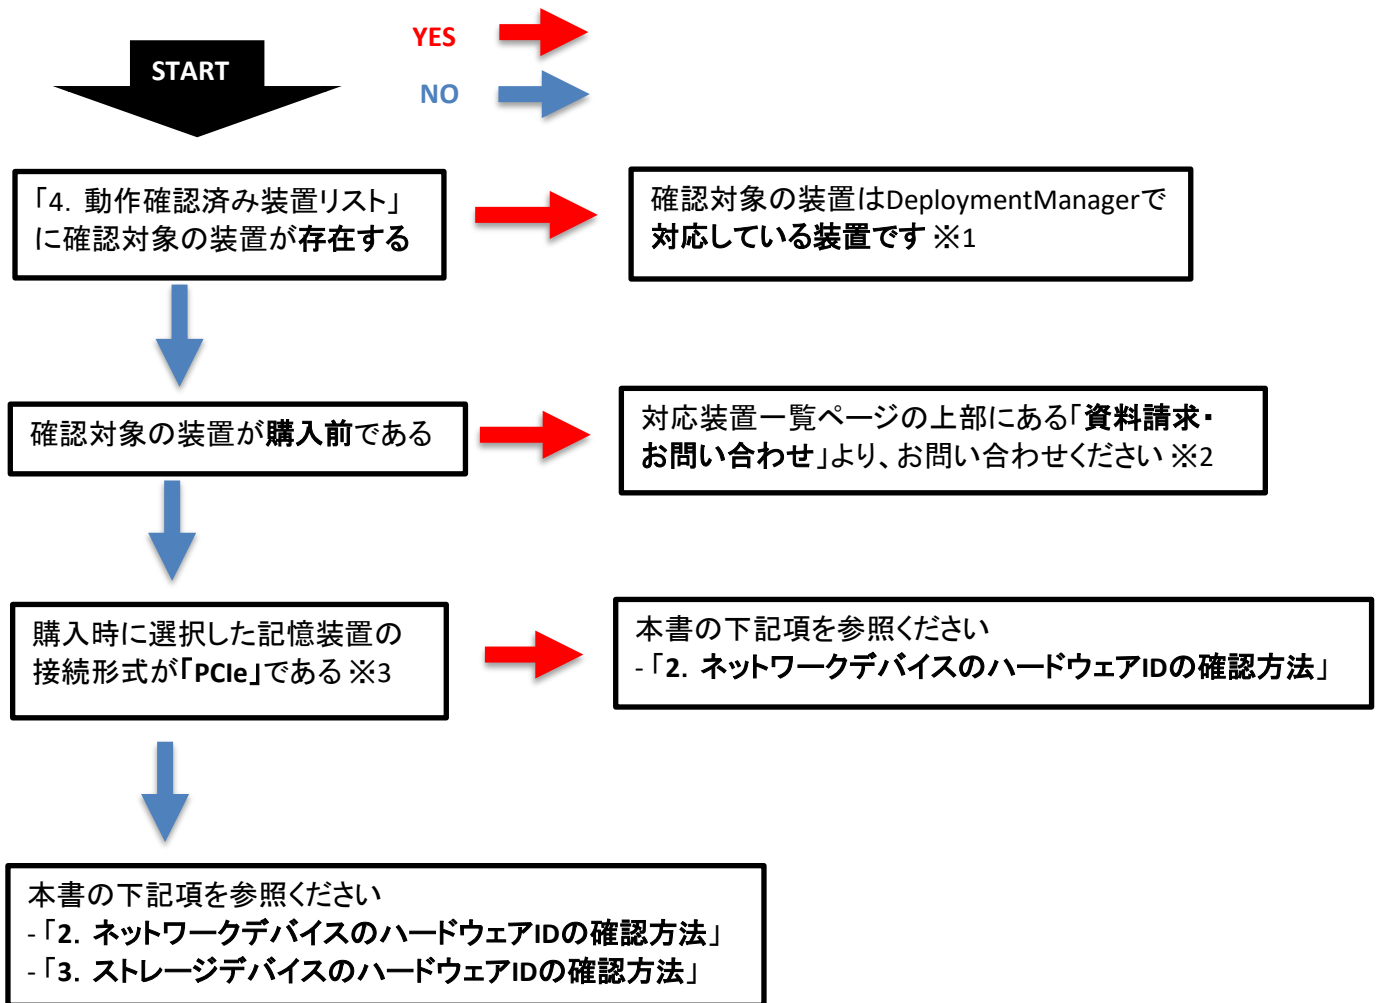 YES
START
NO
「4. 動作確認済み装置リスト」
に確認対象の装置が存在する
確認対象の装置はDeploymentManagerで
対応している装置です ※1
確認対象の装置が購入前である
対応装置一覧ページの上部にある「資料請求・
お問い合わせ」より、お問い合わせください ※2
購入時に選択した記憶装置の
接続形式が「PCIe」である ※3
本書の下記項を参照ください
- 「2. ネットワークデバイスのハードウェアIDの確認方法」
本書の下記項を参照ください
- 「2. ネットワークデバイスのハードウェアIDの確認方法」
- 「3. ストレージデバイスのハードウェアIDの確認方法」